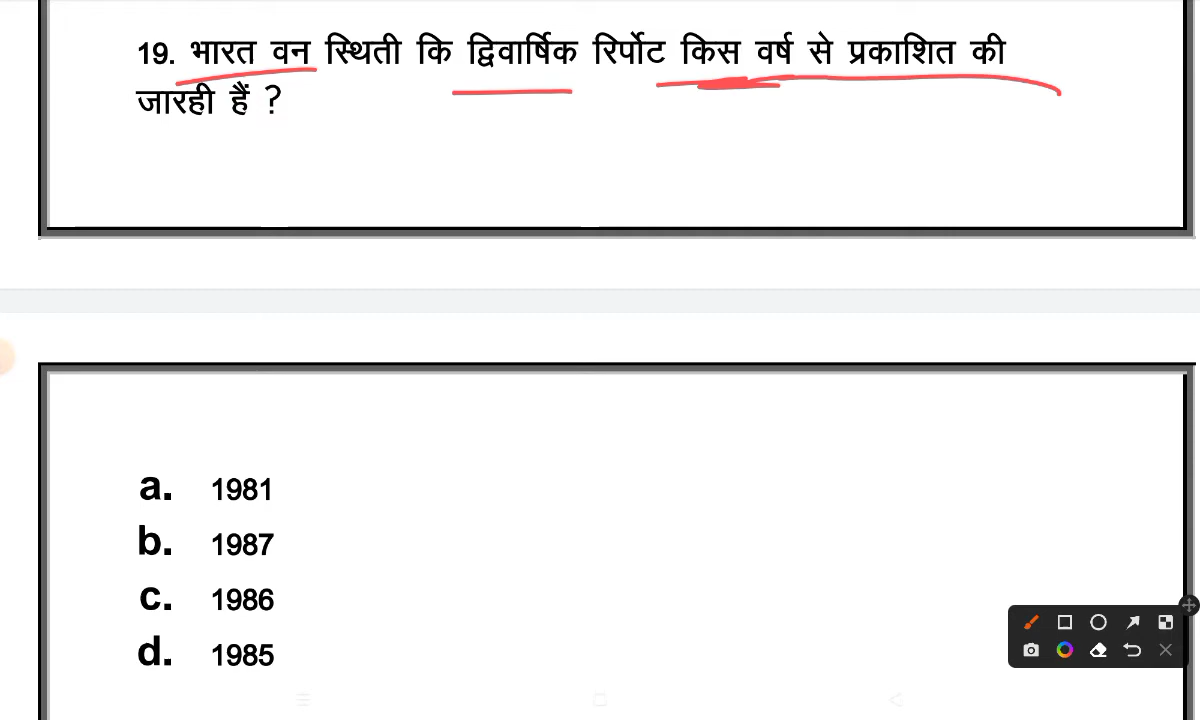 19. भारत वन स्थिती कि द्विवार्षिक रिर्पोट किस वर्ष से प्रकाशित की
जारही हैं ?
a. 1981
b. 1987
c. 1986
d. 1985